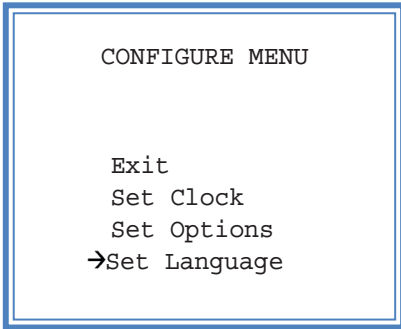 CONFIGURE MENU
Exit
Set Clock
Set Options
→Set Language